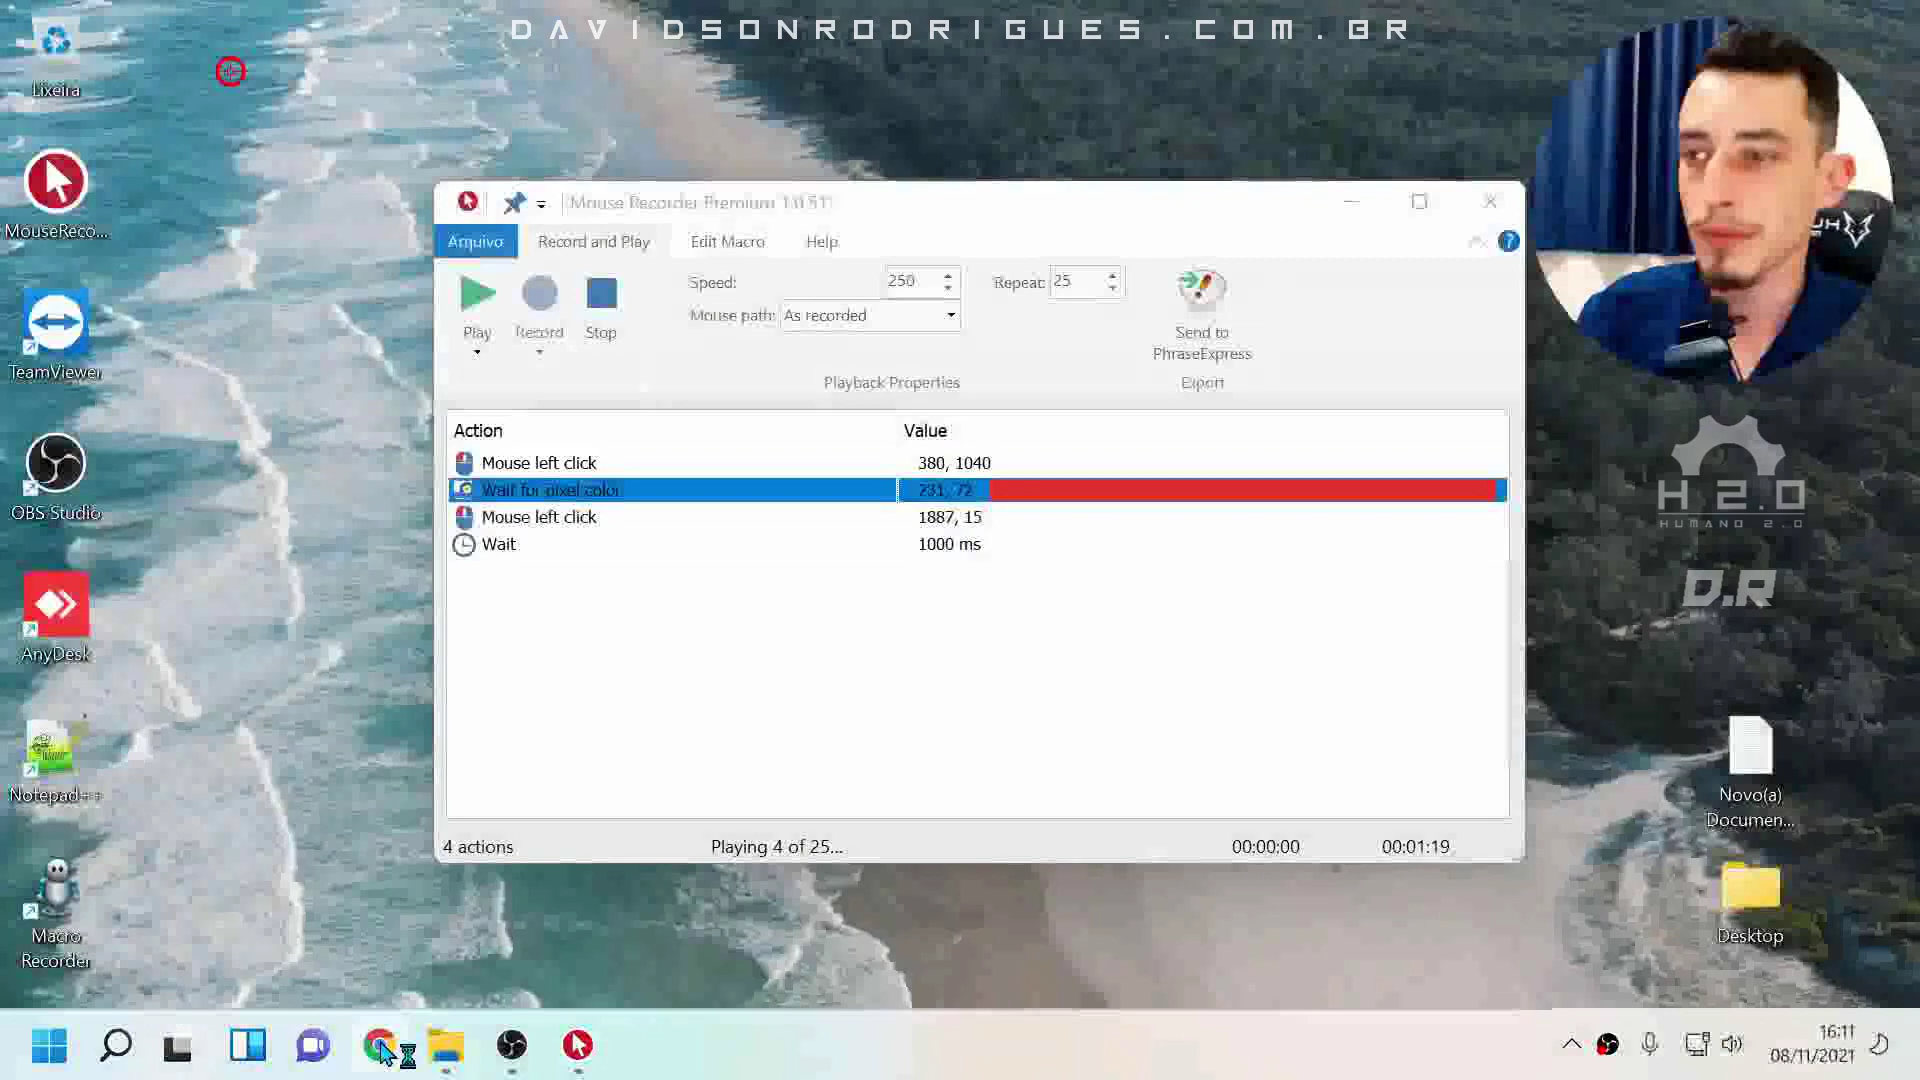 DAVIDSONRODRIGUES.COM.BR
Lixeira
MouseReco...
TeamViewer
OBS Studio
AnyDesk
Notepad++
Macro
Recorder
Mouse Recorder Premium 1.0.51
Arquivo
Record and Play
Edit Macro
Help
Play
Record
Stop
Speed:
250
Mouse path:
As recorded
Repeat:
25
Send to
PhraseExpress
Playback Properties
Export
Action
Value
Mouse left click
380, 1040
Wait for pixel color
231, 72
Mouse left click
1887, 15
Wait
1000 ms
4 actions
Playing 4 of 25...
00:00:00
00:01:19
H 2.0
HUMANO 2.0
D.R
Novo(a)
Documen...
Desktop
16:11
08/11/2021